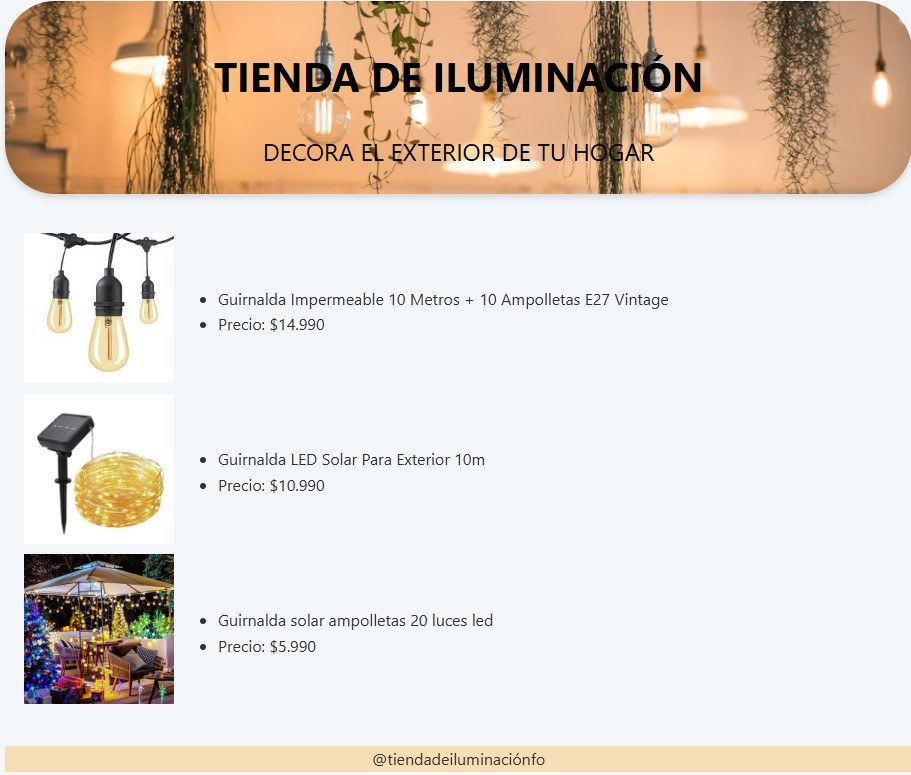 TIENDA DE ILUMINACIÓN
DECORA EL EXTERIOR DE TU HOGAR
Guirnalda Impermeable 10 Metros + 10 Ampolletas E27 Vintage
Precio: $14.990
Guirnalda LED Solar Para Exterior 10m
Precio: $10.990
Guirnalda solar ampolletas 20 luces led
Precio: $5.990
@tiendadeiluminaciónfo